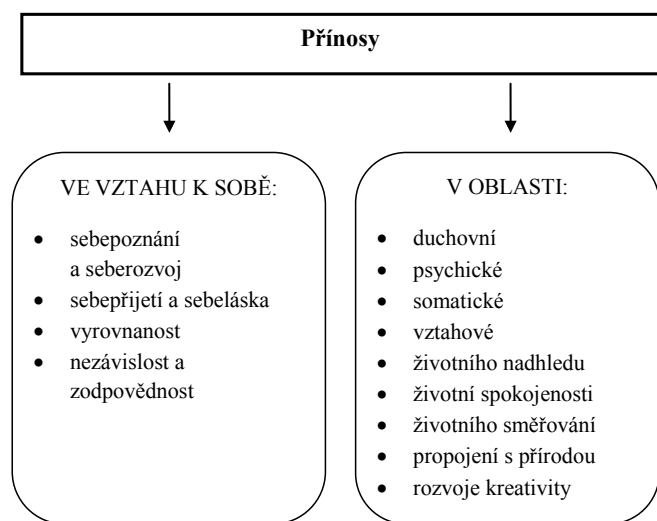 Přínosy
VE VZTAHU K SOBĚ:
• sebepoznání
a seberozvoj
• sebepřijetí a sebeláska
• vyrovnanost
• nezávislost a
zodpovědnost
V OBLASTI:
• duchovní
• psychické
• somatické
• vztahové
• životního nadhledu
• životní spokojenosti
• životního směřování
• propojení s přírodou
• rozvoje kreativity